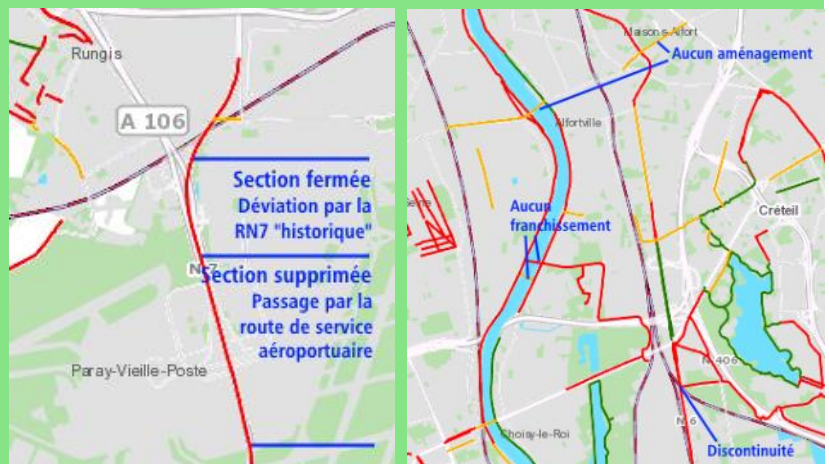 Rungis
A 106
Section fermée
Déviation par la
RN7 "historique"
Section supprimée
Passage par la
route de service
aéroportuaire
Paray-Vieille-Poste
Maisons-Alfort
Aucun aménagement
Alfortville
Aucun
franchissement
Créteil
N 406
Choisy-le-Roi
N 6
Discontinuité